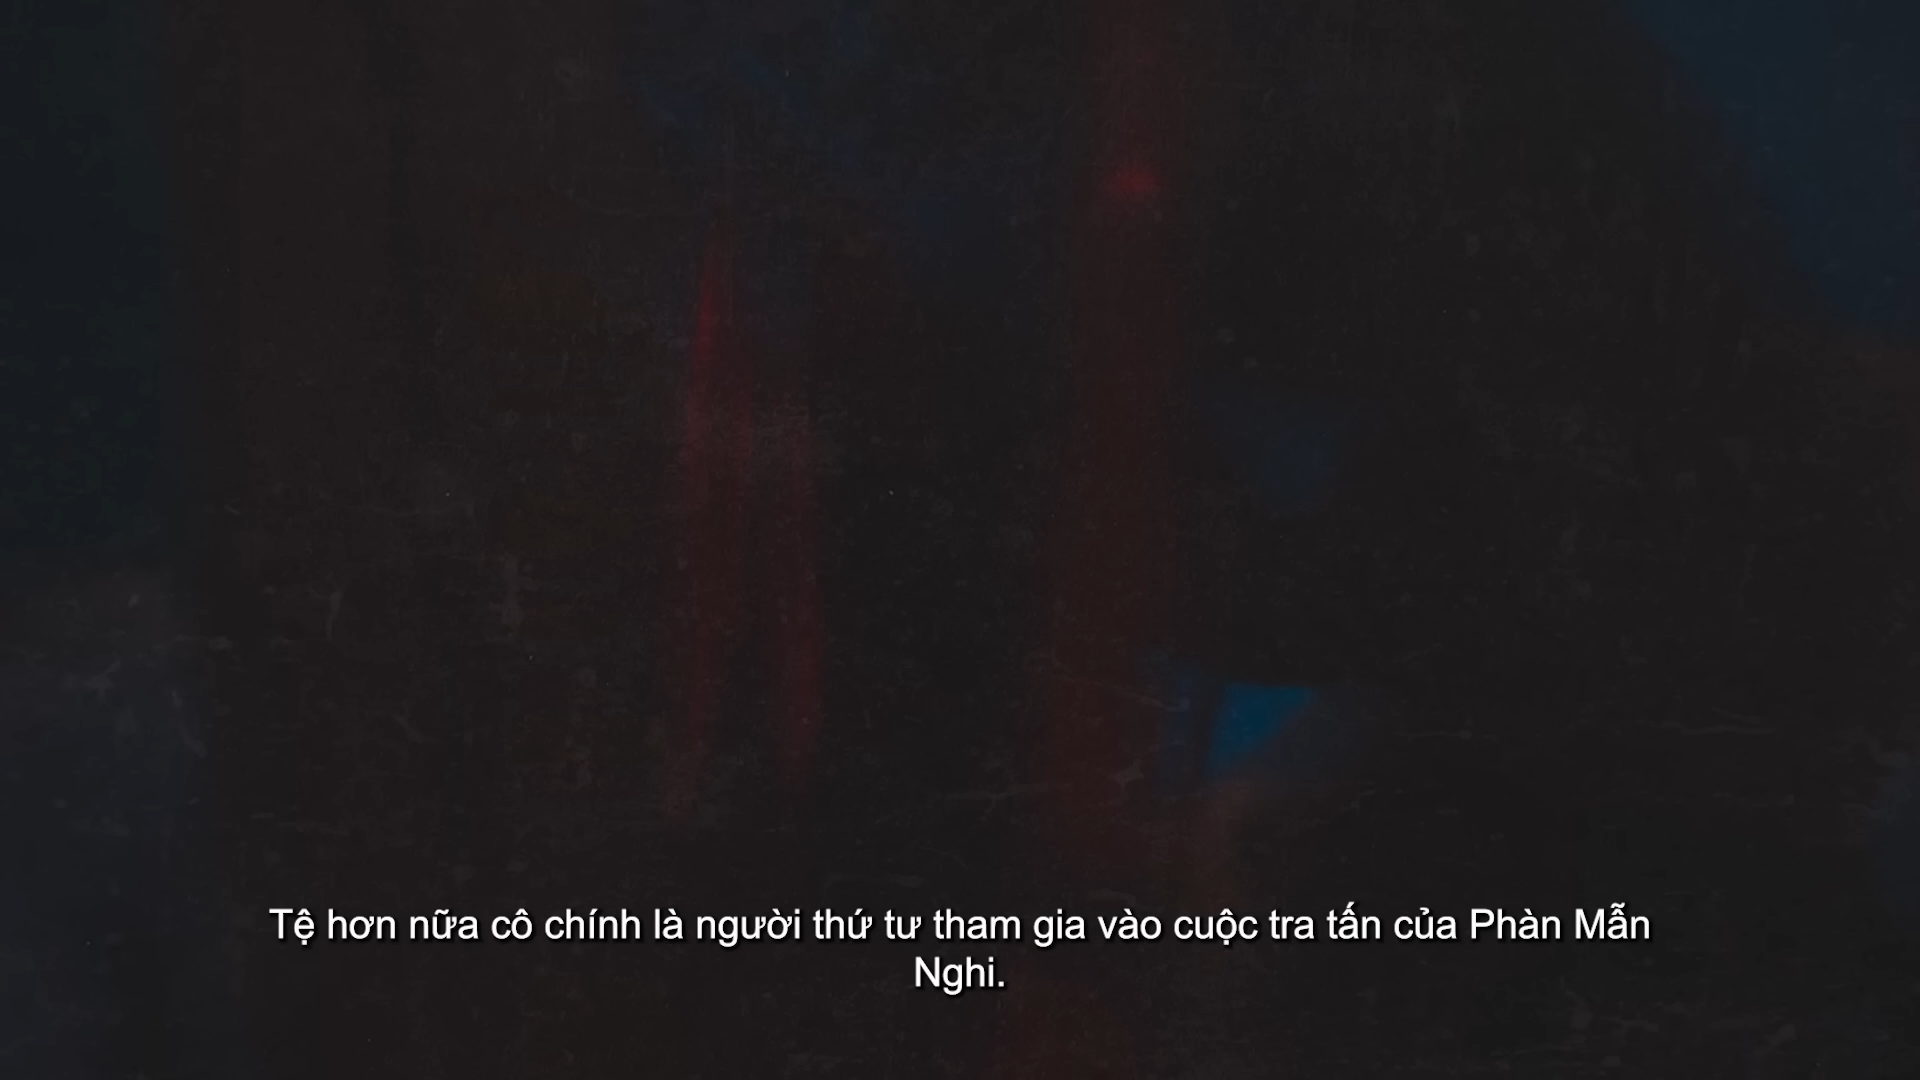 Tệ hơn nữa cô chính là người thứ tư tham gia vào cuộc tra tấn của Phàn Mẫn
Nghi.